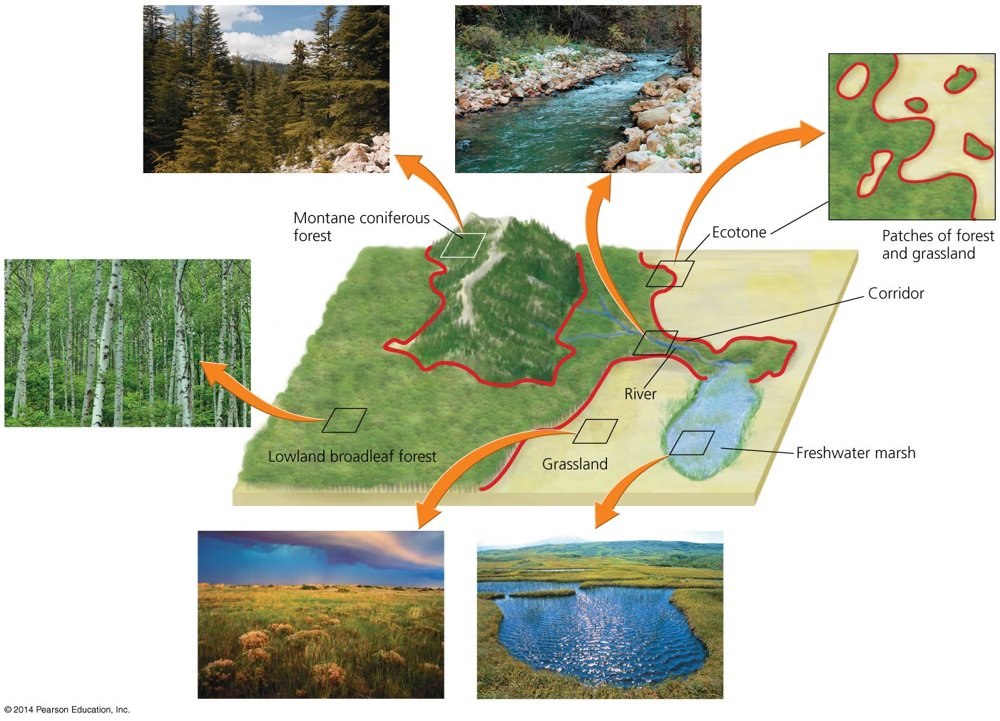 Montane coniferous
forest
Ecotone
Patches of forest
and grassland
Corridor
River
Lowland broadleaf forest
Grassland
Freshwater marsh
© 2014 Pearson Education, Inc.